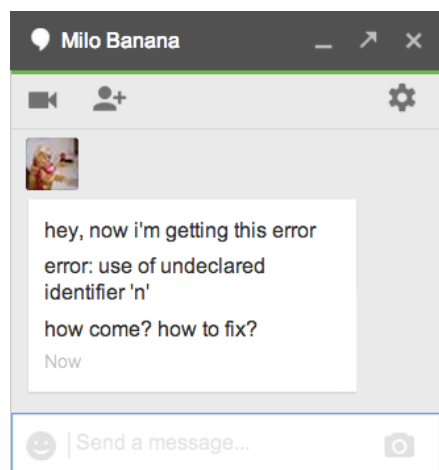 Milo Banana
hey, now i'm getting this error
error: use of undeclared
identifier 'n'
how come? how to fix?
Now
Send a message...